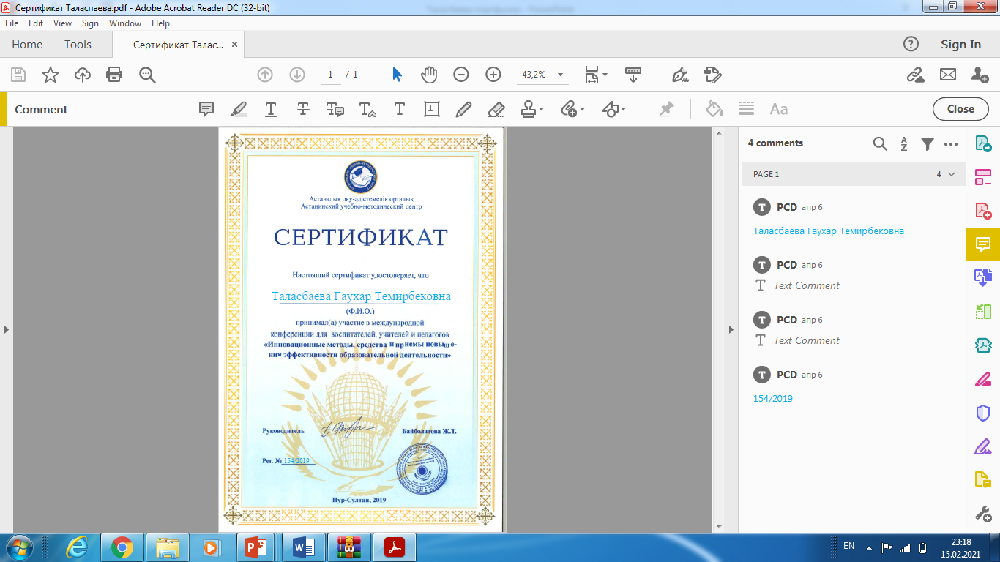 Сертификат Таласпаева.pdf - Adobe Acrobat Reader DC (32-bit)
File Edit View Sign Window Help
Home Tools Сертификат Талас... × Sign In
1 / 1 43,2%
Comment Aa Close
4 comments
PAGE 1 4
PCD апр 6
Таласбаева Гаухар Темирбековна
PCD апр 6
Text Comment
PCD апр 6
Text Comment
PCD апр 6
154/2019
Астаналық оқу-әдістемелік орталық
Астанинский учебно-методический центр
СЕРТИФИКАТ
Настоящий сертификат удостоверяет, что
Таласбаева Гаухар Темирбековна
(Ф.И.О.)
принимал(а) участие в международной
конференции для воспитателей, учителей и педагогов
«Инновационные методы, средства и приемы повыше-
ния эффективности образовательной деятельности»
Руководитель Байболатова Ж.Т.
Рег. № 154/2019
Нур-Султан, 2019
EN 23:18
15.02.2021